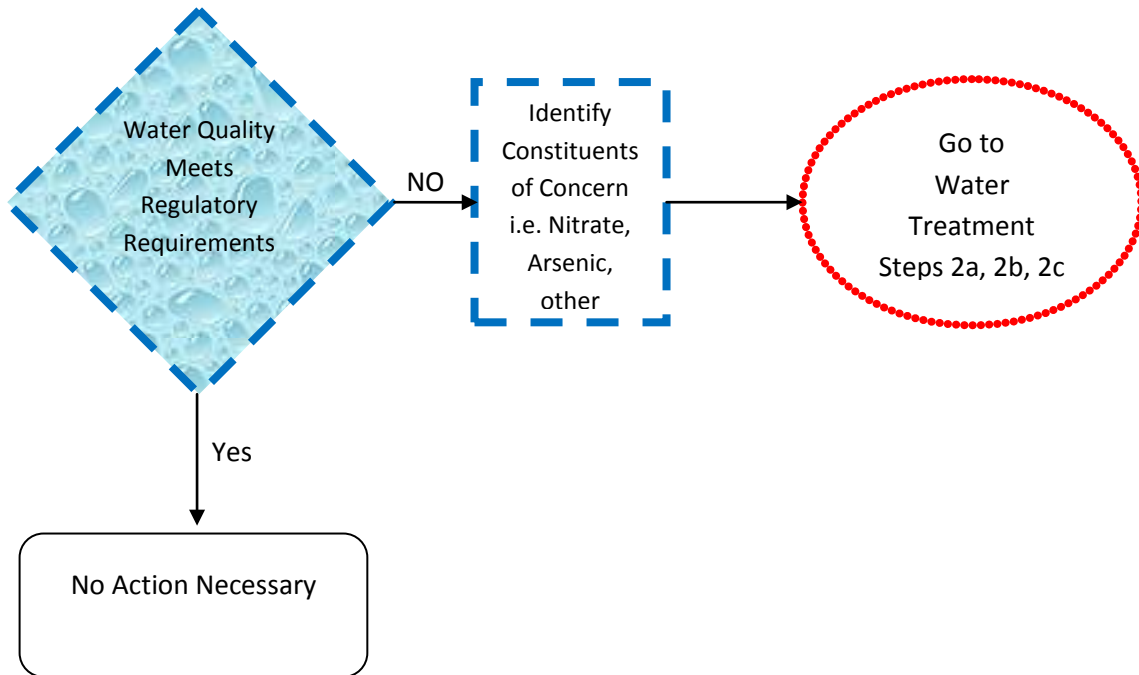 Water Quality
Meets
Regulatory
Requirements
NO
Identify
Constituents
of Concern
i.e. Nitrate,
Arsenic,
other
Go to
Water
Treatment
Steps 2a, 2b, 2c
Yes
No Action Necessary